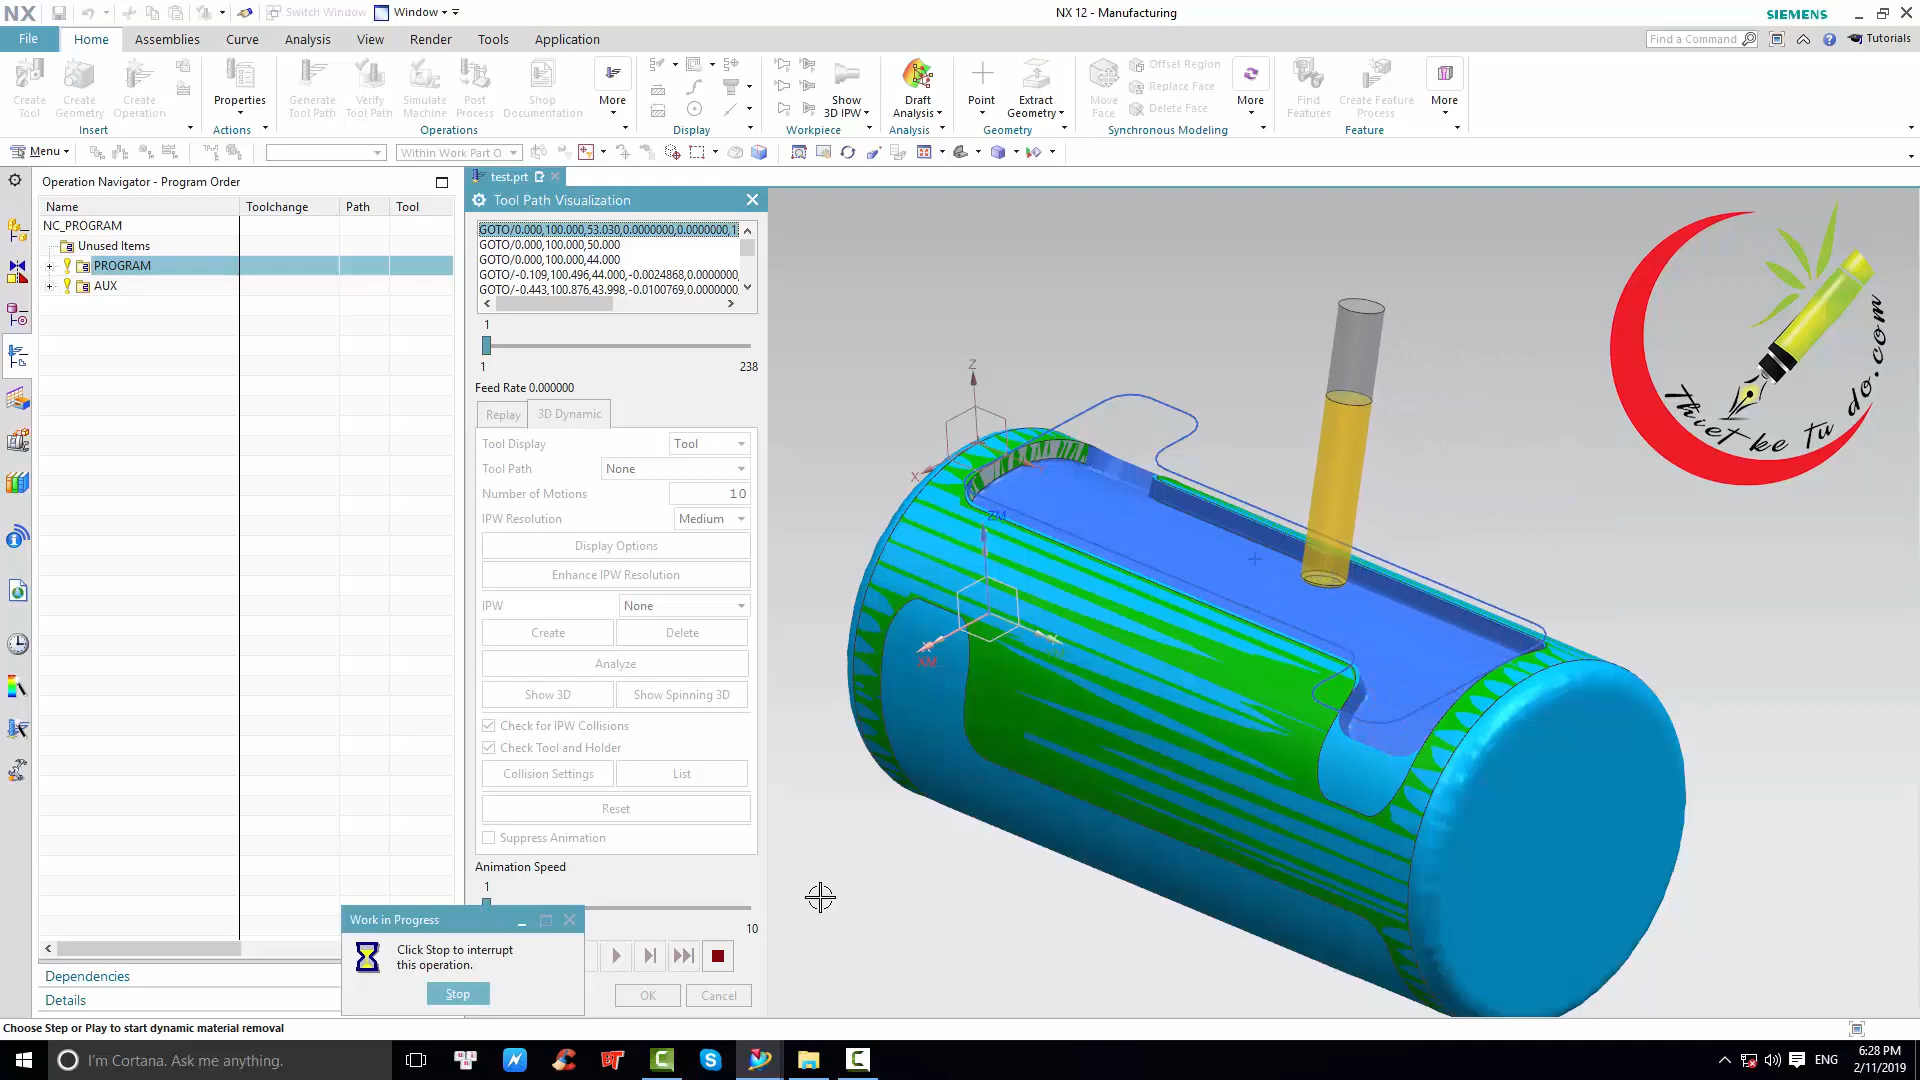 NX
Switch Window
Window
NX 12 - Manufacturing
SIEMENS
File
Home
Assemblies
Curve
Analysis
View
Render
Tools
Application
Find a Command
Tutorials
Create Tool
Create Geometry
Create Operation
Properties
Generate Tool Path
Verify Tool Path
Simulate Machine
Post Process
Shop Documentation
More
Show 3D IPW
Draft Analysis
Point
Extract Geometry
Move Face
Offset Region
Replace Face
Delete Face
More
Find Features
Create Feature Process
More
Insert
Actions
Operations
Display
Workpiece
Analysis
Geometry
Synchronous Modeling
Feature
Menu
Within Work Part O
Operation Navigator - Program Order
test.prt
Name
Toolchange
Path
Tool
NC_PROGRAM
Unused Items
PROGRAM
AUX
Dependencies
Details
Tool Path Visualization
GOTO/0.000,100.000,53.030,0.0000000,0.0000000,1
GOTO/0.000,100.000,50.000
GOTO/0.000,100.000,44.000
GOTO/-0.109,100.496,44.000,-0.0024868,0.0000000,
GOTO/-0.443,100.876,43.998,-0.0100769,0.0000000,
1
1
238
Feed Rate 0.000000
Replay
3D Dynamic
Tool Display
Tool
Tool Path
None
Number of Motions
10
IPW Resolution
Medium
Display Options
Enhance IPW Resolution
IPW
None
Create
Delete
Analyze
Show 3D
Show Spinning 3D
Check for IPW Collisions
Check Tool and Holder
Collision Settings
List
Reset
Suppress Animation
Animation Speed
1
10
OK
Cancel
Work in Progress
Click Stop to interrupt
this operation.
Stop
Z
X
ZM
XM
Thiet ke Tu do.com
Choose Step or Play to start dynamic material removal
I'm Cortana. Ask me anything.
ENG
6:28 PM
2/11/2019